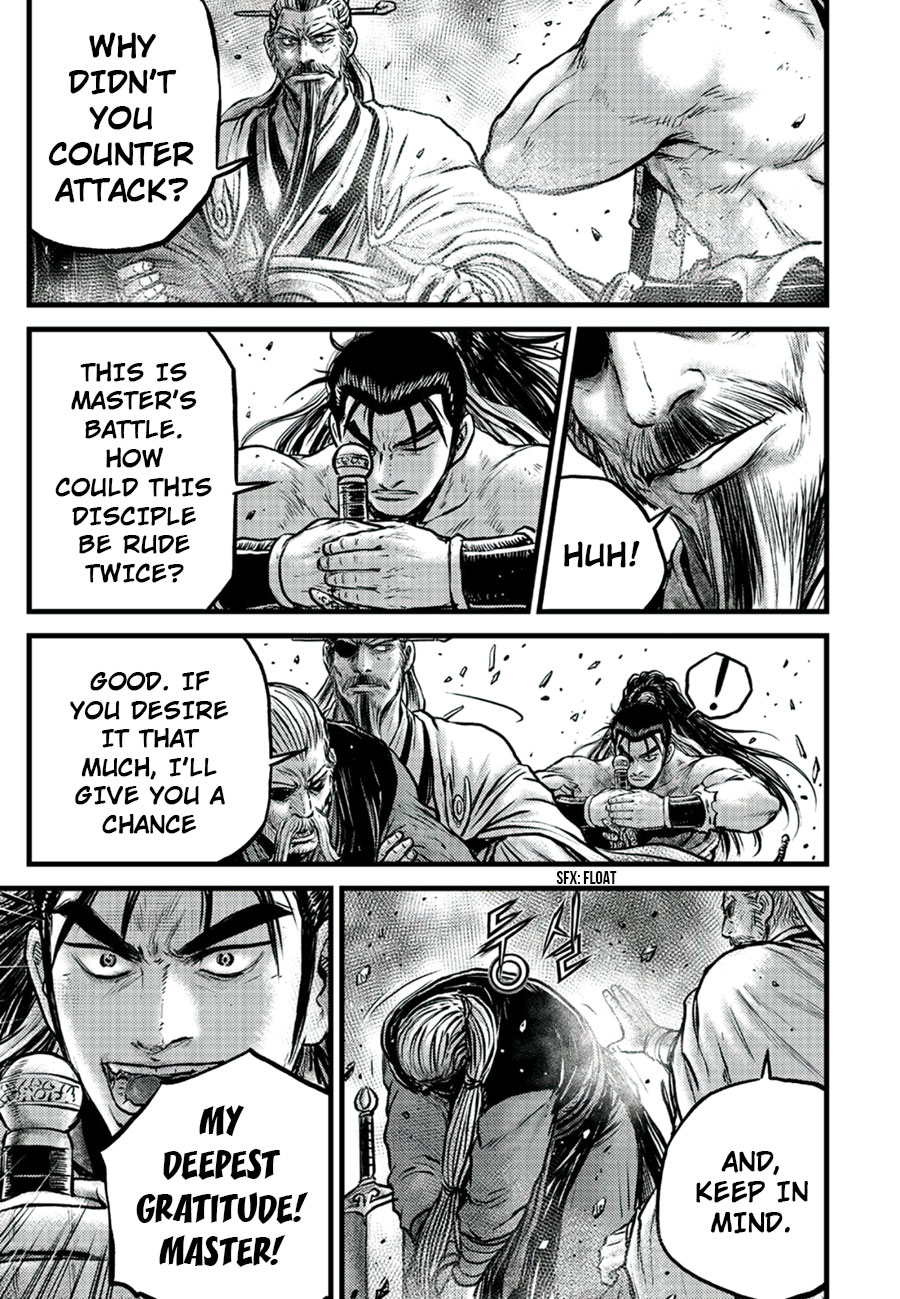 WHY
DIDN'T
YOU
COUNTER
ATTACK?
THIS IS
MASTER'S
BATTLE.
HOW
COULD THIS
DISCIPLE
BE RUDE
TWICE?
HUH!
GOOD. IF
YOU DESIRE
IT THAT
MUCH, I'LL
GIVE YOU A
CHANCE
!
MY
DEEPEST
GRATITUDE!
MASTER!
SFX: FLOAT
둥실
AND,
KEEP IN
MIND.